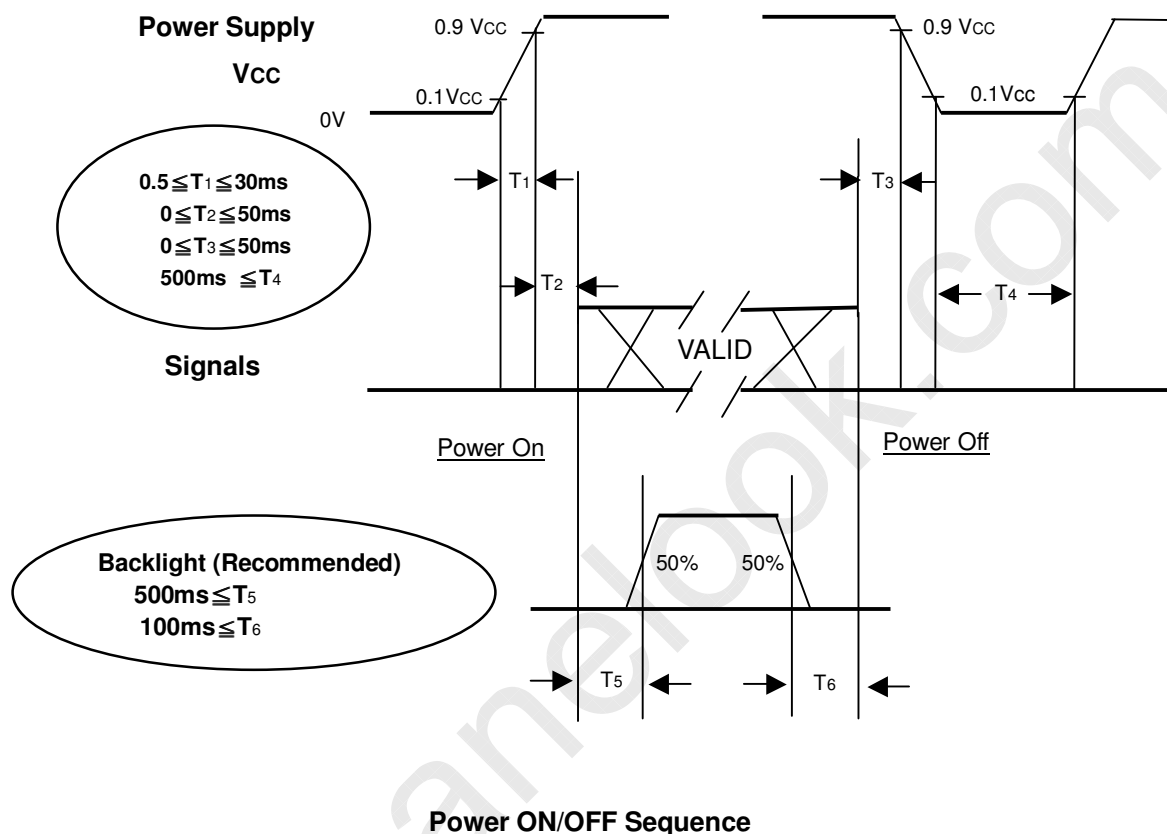 Power Supply
Vcc
0.9 Vcc
0.1Vcc
0V
0.9 Vcc
0.1Vcc
0.5≦T1≦30ms
0≦T2≦50ms
0≦T3≦50ms
500ms ≦T4
T1
T2
T3
T4
Signals
VALID
Power On
Power Off
Backlight (Recommended)
500ms≦T5
100ms≦T6
50% 50%
T5
T6
Power ON/OFF Sequence
anelook.com